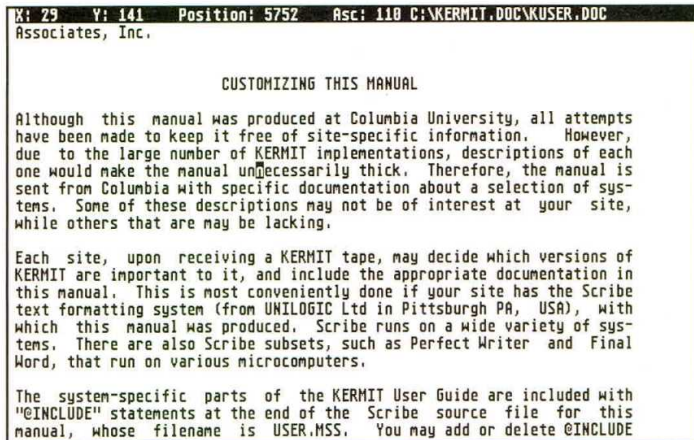 X: 29 Y: 141 Position: 5752 Asc: 110 C:\KERMIT.DOC\KUSER.DOC
Associates, Inc.
CUSTOMIZING THIS MANUAL
Although this manual was produced at Columbia University, all attempts
have been made to keep it free of site-specific information. However,
due to the large number of KERMIT implementations, descriptions of each
one would make the manual unnecessarily thick. Therefore, the manual is
sent from Columbia with specific documentation about a selection of sys-
tems. Some of these descriptions may not be of interest at your site,
while others that are may be lacking.
Each site, upon receiving a KERMIT tape, may decide which versions of
KERMIT are important to it, and include the appropriate documentation in
this manual. This is most conveniently done if your site has the Scribe
text formatting system (from UNILOGIC Ltd in Pittsburgh PA, USA), with
which this manual was produced. Scribe runs on a wide variety of sys-
tems. There are also Scribe subsets, such as Perfect Writer and Final
Word, that run on various microcomputers.
The system-specific parts of the KERMIT User Guide are included with
"@INCLUDE" statements at the end of the Scribe source file for this
manual, whose filename is USER.MSS. You may add or delete @INCLUDE